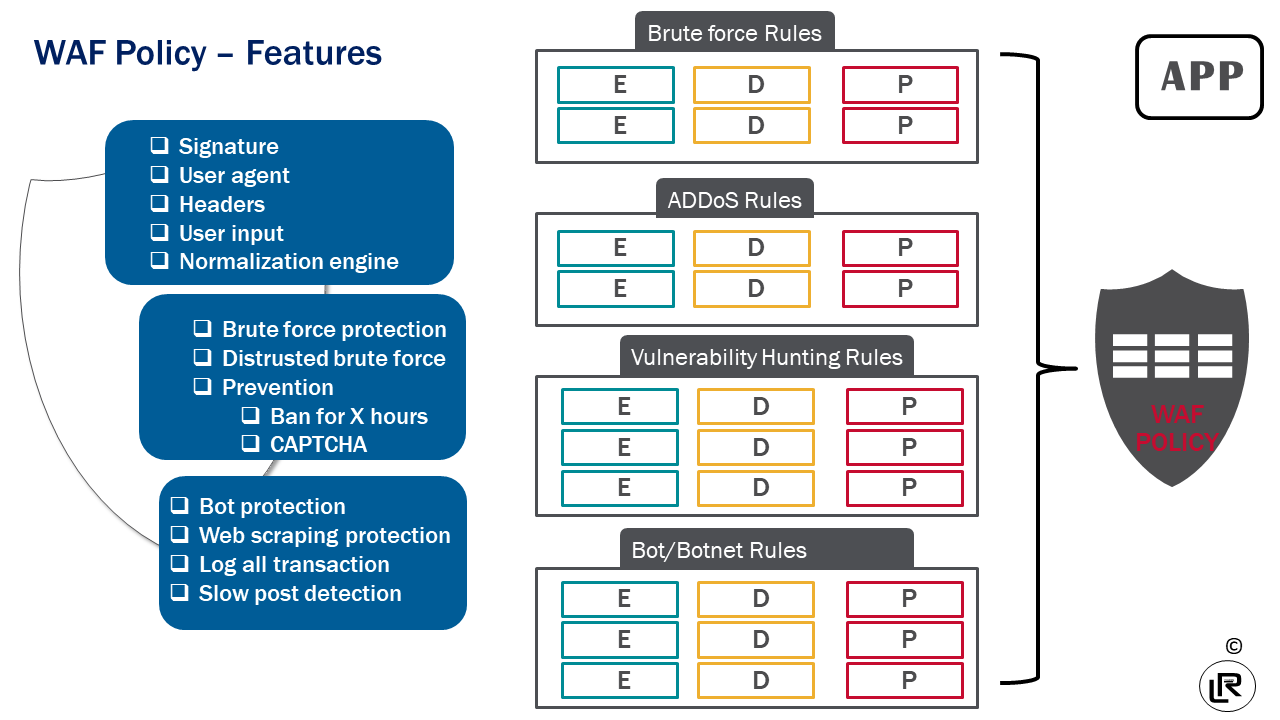 WAF Policy – Features
❑ Signature
❑ User agent
❑ Headers
❑ User input
❑ Normalization engine
❑ Brute force protection
❑ Distrusted brute force
❑ Prevention
❑ Ban for X hours
❑ CAPTCHA
❑ Bot protection
❑ Web scraping protection
❑ Log all transaction
❑ Slow post detection
Brute force Rules
E D P
E D P
ADDoS Rules
E D P
E D P
Vulnerability Hunting Rules
E D P
E D P
E D P
Bot/Botnet Rules
E D P
E D P
E D P
APP
WAF
POLICY
©
LR